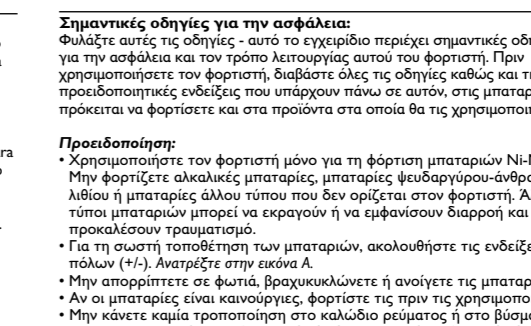 Σημαντικές οδηγίες για την ασφάλεια:
Φυλάξτε αυτές τις οδηγίες - αυτό το εγχειρίδιο περιέχει σημαντικές
για την ασφάλεια και τον τρόπο λειτουργίας αυτού του φορτιστή. Πριν
χρησιμοποιήσετε τον φορτιστή, διαβάστε όλες τις οδηγίες καθώς και
προειδοποιητικές ενδείξεις που υπάρχουν πάνω σε αυτόν, στις
πρόκειται να φορτίσετε και στα προϊόντα στα οποία θα τις
Προειδοποίηση:
• Χρησιμοποιήστε τον φορτιστή μόνο για τη φόρτιση μπαταριών
Μην φορτίζετε αλκαλικές μπαταρίες, μπαταρίες
λιθίου ή μπαταρίες άλλου τύπου που δεν ορίζεται στον φορτιστή.
τύποι μπαταριών μπορεί να εκραγούν ή να εμφανίσουν διαρροή και
προκαλέσουν τραυματισμό.
• Για τη σωστή τοποθέτηση των μπαταριών, ακολουθήστε τις
πόλων (+/-). Ανατρέξτε στην εικόνα A.
• Μην απορρίπτετε σε φωτιά, βραχυκυκλώνετε ή ανοίγετε τις
• Αν οι μπαταρίες είναι καινούργιες, φορτίστε τις πριν τις
• Μην κάνετε καμία τροποποίηση στο καλώδιο ρεύματος ή στο